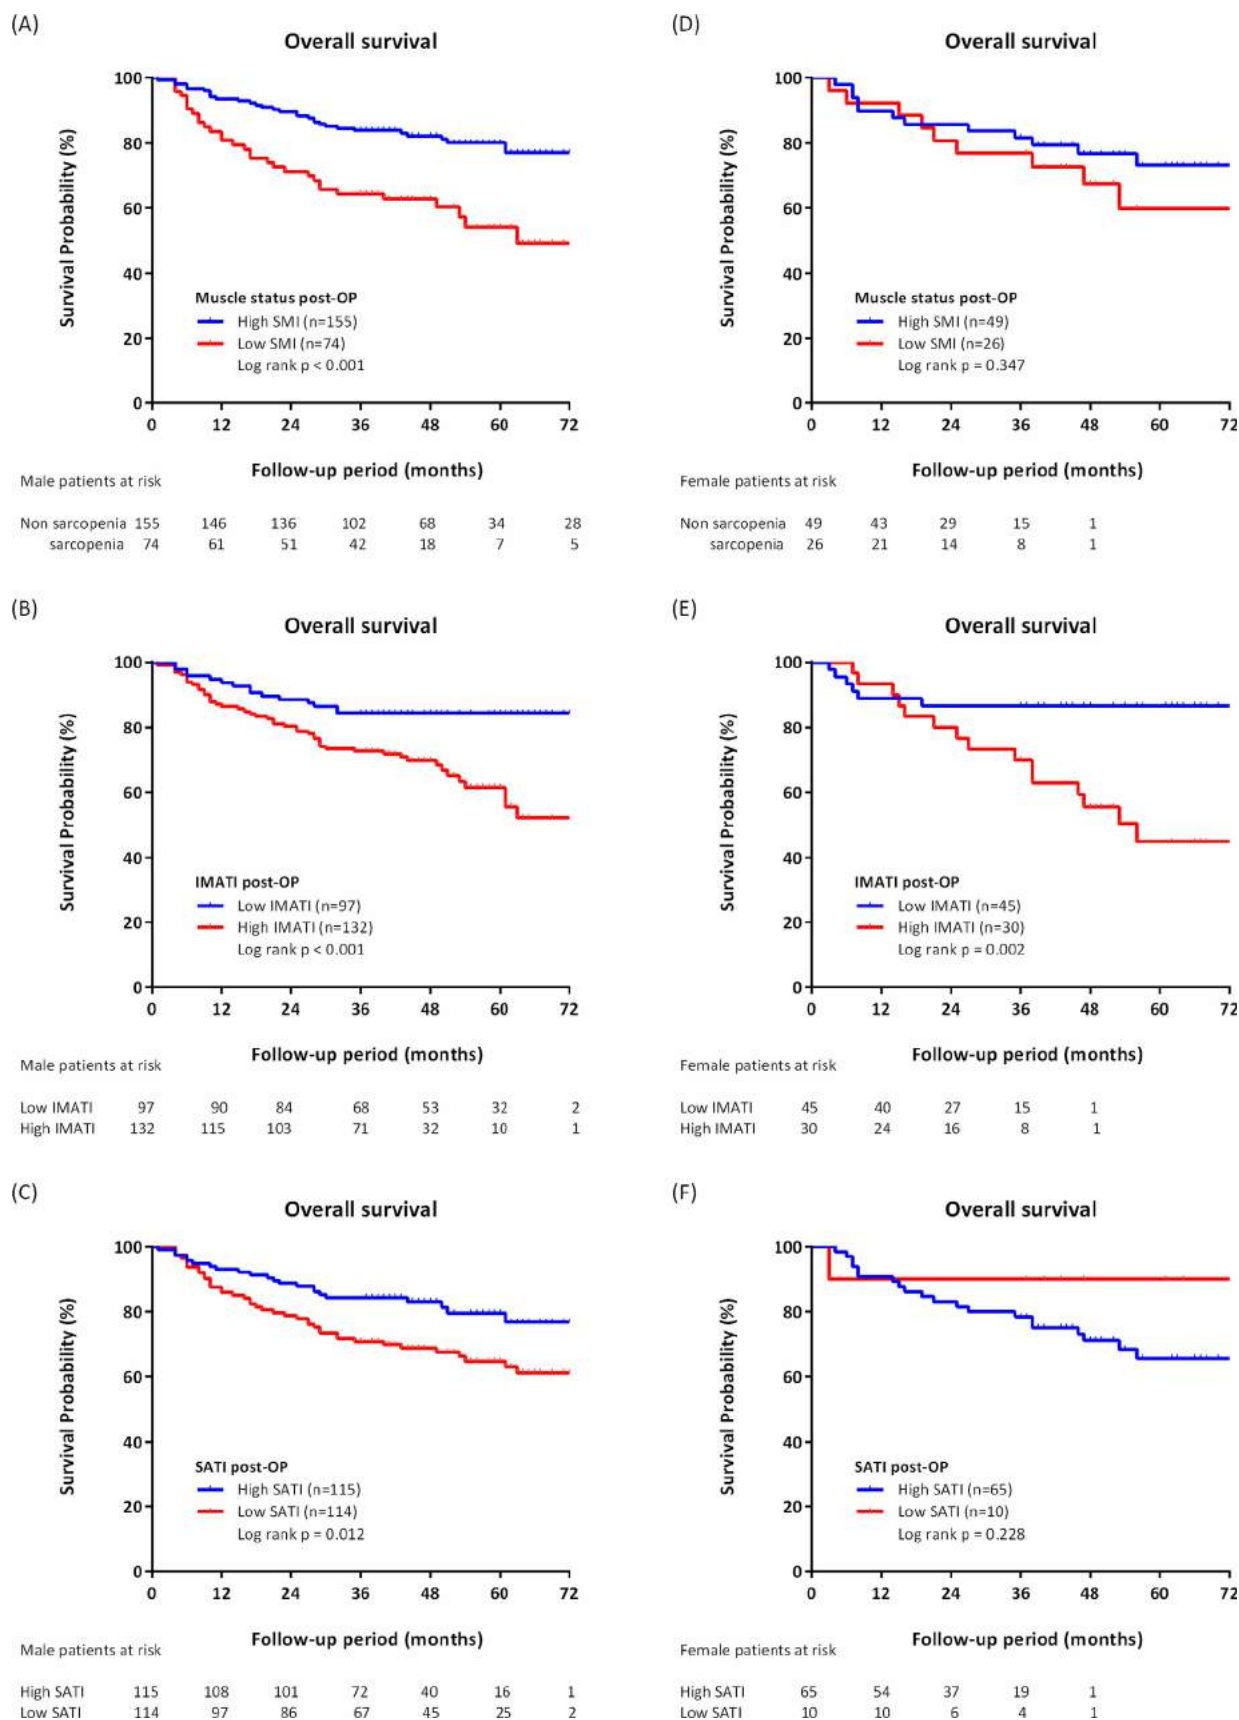 (A)
Overall survival
Survival Probability (%)
100
80
60
40
20
0
Muscle status post-OP
High SMI (n=155)
Low SMI (n=74)
Log rank p < 0.001
0 12 24 36 48 60 72
Follow-up period (months)
Male patients at risk
Non sarcopenia 155 146 136 102 68 34 28
sarcopenia 74 61 51 42 18 7 5
(D)
Overall survival
Survival Probability (%)
100
80
60
40
20
0
Muscle status post-OP
High SMI (n=49)
Low SMI (n=26)
Log rank p = 0.347
0 12 24 36 48 60 72
Follow-up period (months)
Female patients at risk
Non sarcopenia 49 43 29 15 1
sarcopenia 26 21 14 8 1
(B)
Overall survival
Survival Probability (%)
100
80
60
40
20
0
IMATI post-OP
Low IMATI (n=97)
High IMATI (n=132)
Log rank p < 0.001
0 12 24 36 48 60 72
Follow-up period (months)
Male patients at risk
Low IMATI 97 90 84 68 53 32 2
High IMATI 132 115 103 71 32 10 1
(E)
Overall survival
Survival Probability (%)
100
80
60
40
20
0
IMATI post-OP
Low IMATI (n=45)
High IMATI (n=30)
Log rank p = 0.002
0 12 24 36 48 60 72
Follow-up period (months)
Female patients at risk
Low IMATI 45 40 27 15 1
High IMATI 30 24 16 8 1
(C)
Overall survival
Survival Probability (%)
100
80
60
40
20
0
SATI post-OP
High SATI (n=115)
Low SATI (n=114)
Log rank p = 0.012
0 12 24 36 48 60 72
Follow-up period (months)
Male patients at risk
High SATI 115 108 101 72 40 16 1
Low SATI 114 97 86 67 45 25 2
(F)
Overall survival
Survival Probability (%)
100
80
60
40
20
0
SATI post-OP
High SATI (n=65)
Low SATI (n=10)
Log rank p = 0.228
0 12 24 36 48 60 72
Follow-up period (months)
Female patients at risk
High SATI 65 54 37 19 1
Low SATI 10 10 6 4 1